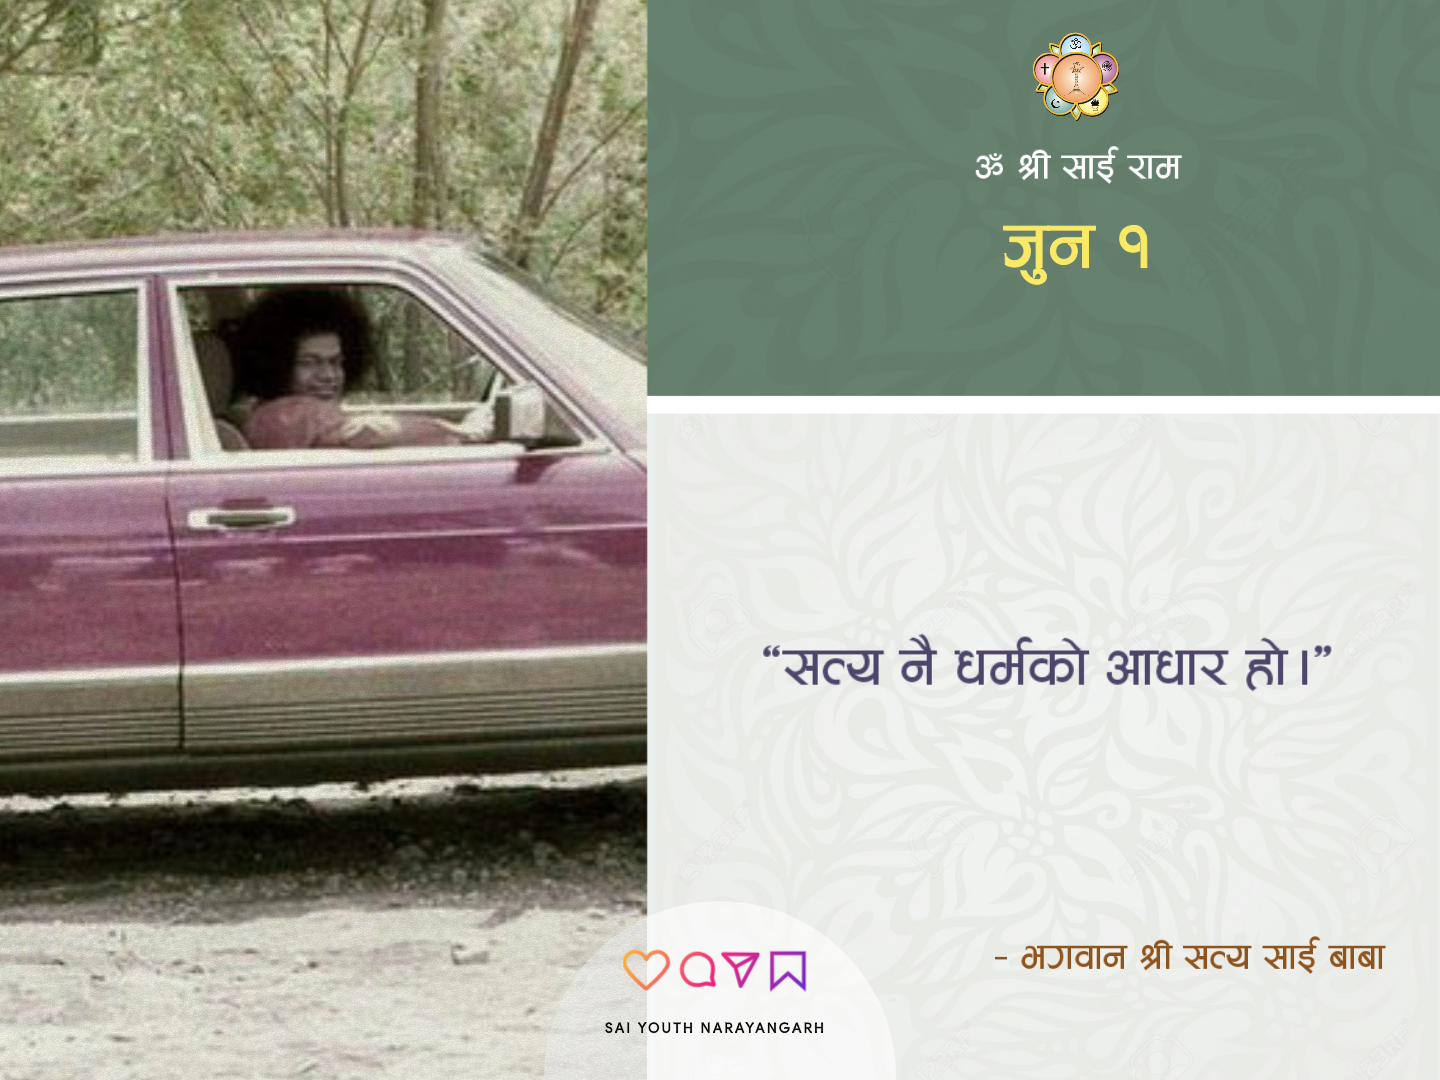 ॐ श्री साई राम
जुन १
“सत्य नै धर्मको आधार हो।”
- भगवान श्री सत्य साई बाबा
SAI YOUTH NARAYANGARH